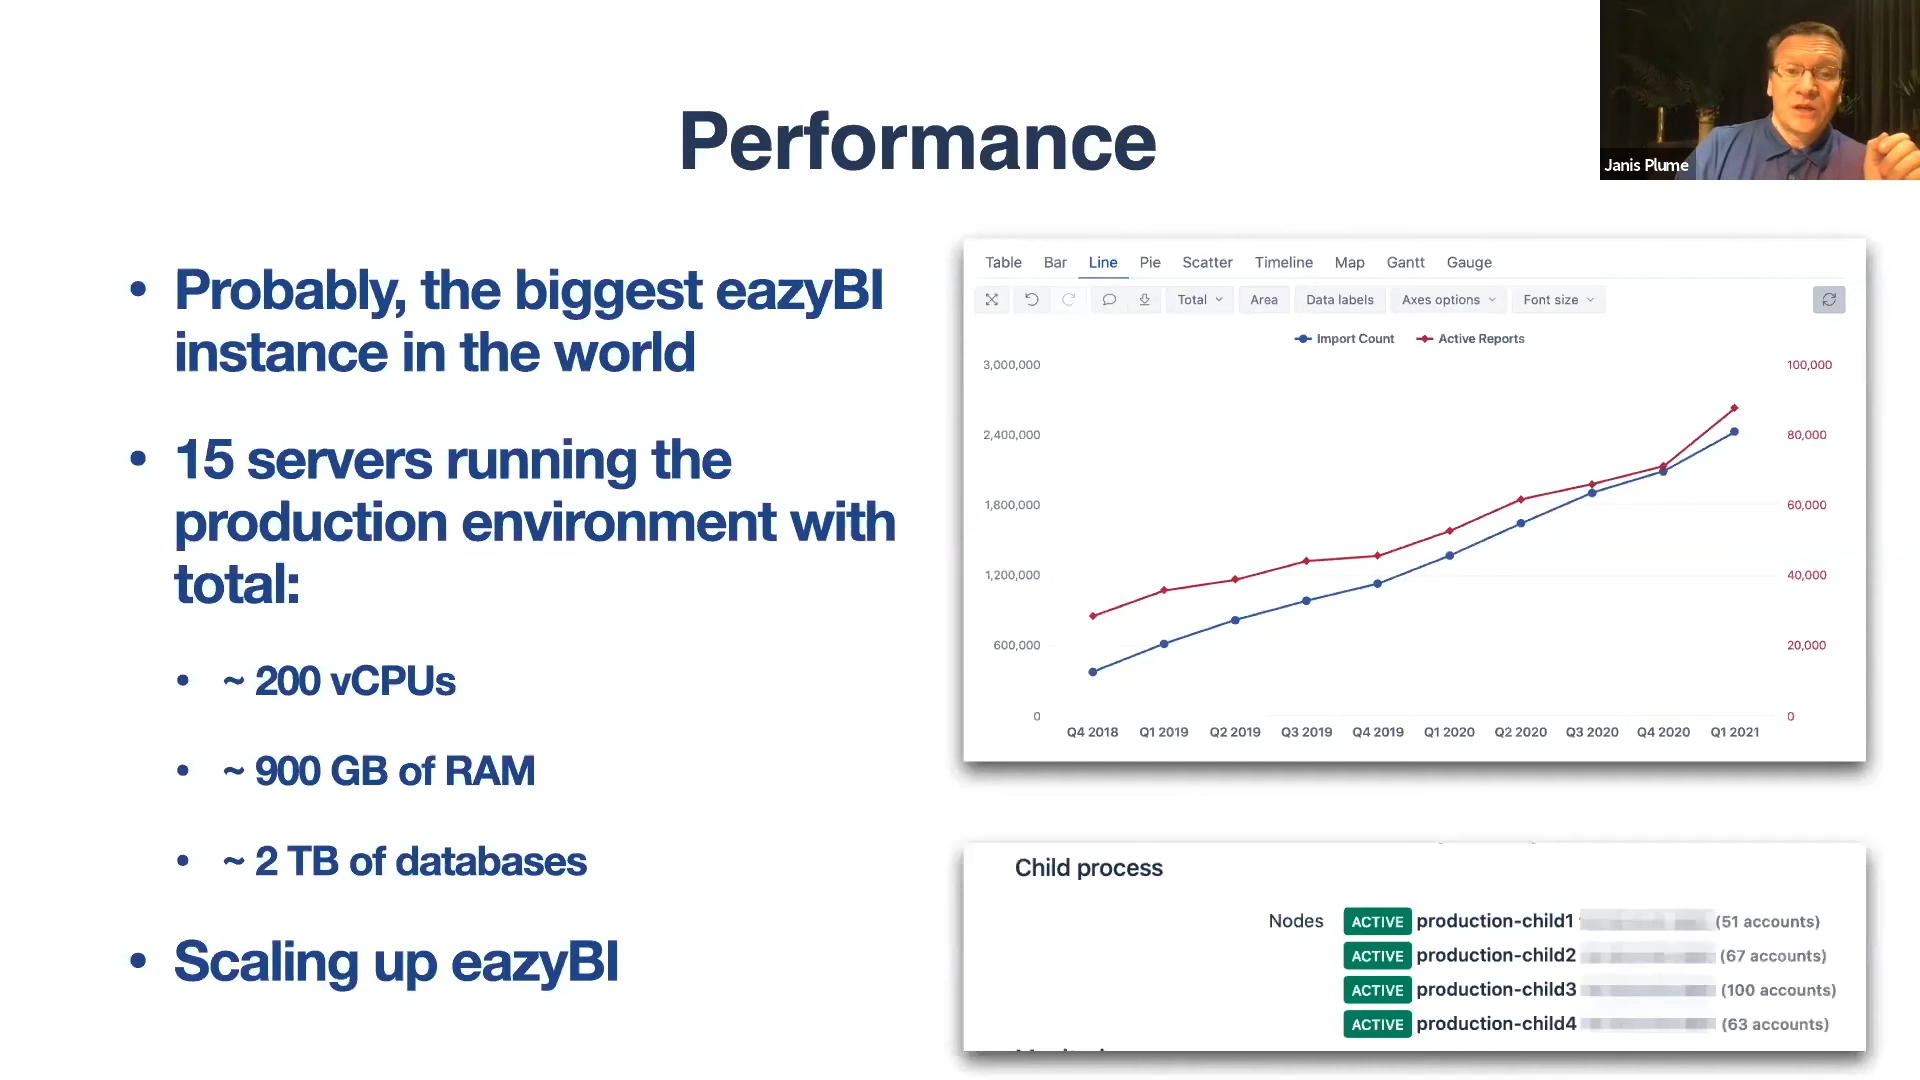 Performance
Janis Plume
• Probably, the biggest eazyBI
instance in the world
• 15 servers running the
production environment with
total:
• ~ 200 vCPUs
• ~ 900 GB of RAM
• ~ 2 TB of databases
• Scaling up eazyBI
Table Bar Line Pie Scatter Timeline Map Gantt Gauge
Total Area Data labels Axes options Font size
Import Count Active Reports
3,000,000 100,000
2,400,000 80,000
1,800,000 60,000
1,200,000 40,000
600,000 20,000
0 0
Q4 2018 Q1 2019 Q2 2019 Q3 2019 Q4 2019 Q1 2020 Q2 2020 Q3 2020 Q4 2020 Q1 2021
Child process
Nodes ACTIVE production-child1 (51 accounts)
ACTIVE production-child2 (67 accounts)
ACTIVE production-child3 (100 accounts)
ACTIVE production-child4 (63 accounts)